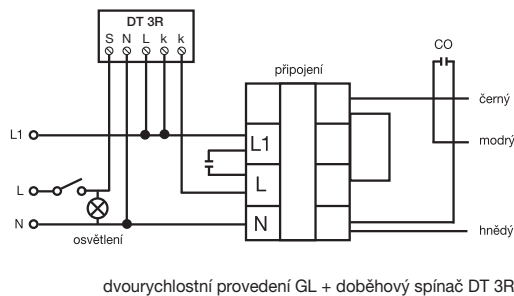 DT 3R
S N L k k
CO
připojení
černý
L1
L1
modrý
L
L
N
N
hnědý
osvětlení
dvourychlostní provedení GL + doběhový spínač DT 3R